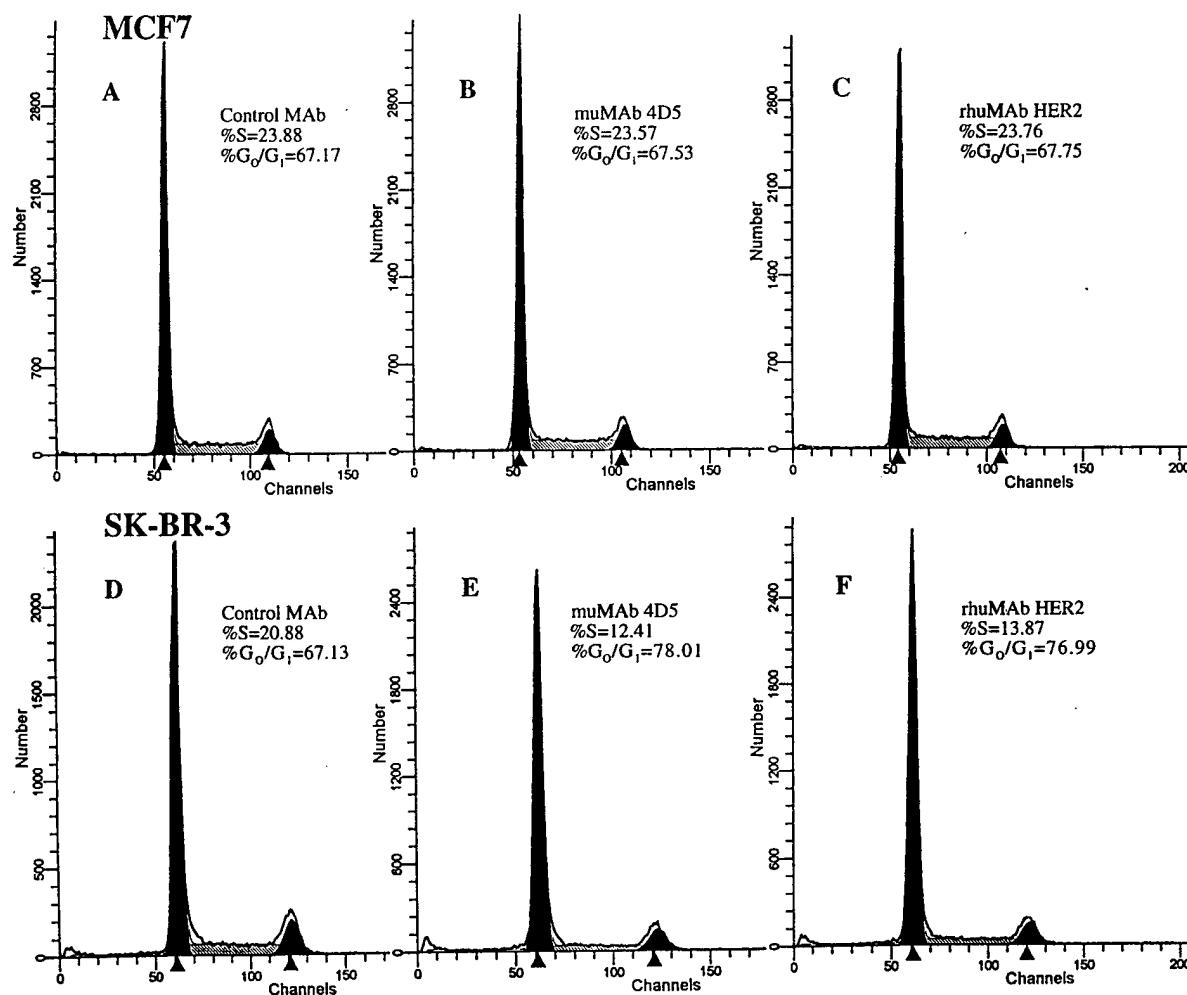 MCF7
A
Control MAb
%S=23.88
%G0/G1=67.17
Number
2800
2100
1400
700
0
0 50 100 150
Channels
B
muMAb 4D5
%S=23.57
%G0/G1=67.53
Number
2800
2100
1400
700
0
0 50 100 150
Channels
C
rhuMAb HER2
%S=23.76
%G0/G1=67.75
Number
2800
2100
1400
700
0
0 50 100 150 200
Channels
SK-BR-3
D
Control MAb
%S=20.88
%G0/G1=67.13
Number
2000
1500
1000
500
0
0 50 100 150
Channels
E
muMAb 4D5
%S=12.41
%G0/G1=78.01
Number
2400
1800
1200
600
0
0 50 100 150
Channels
F
rhuMAb HER2
%S=13.87
%G0/G1=76.99
Number
2400
1800
1200
600
0
0 50 100 150 200
Channels